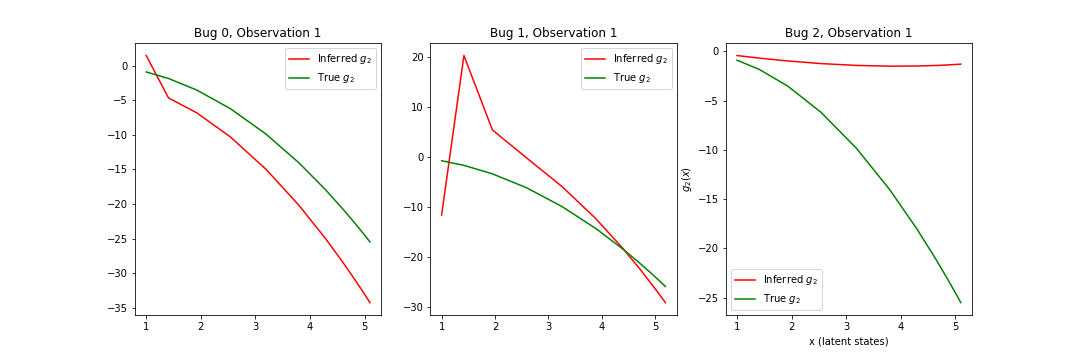 Bug 0, Observation 1
Inferred g₂
True g₂
0
−5
−10
−15
−20
−25
−30
−35
1 2 3 4 5
Bug 1, Observation 1
Inferred g₂
True g₂
20
10
0
−10
−20
−30
1 2 3 4 5
Bug 2, Observation 1
g₂(x)
0
−5
−10
−15
−20
−25
Inferred g₂
True g₂
1 2 3 4 5
x (latent states)